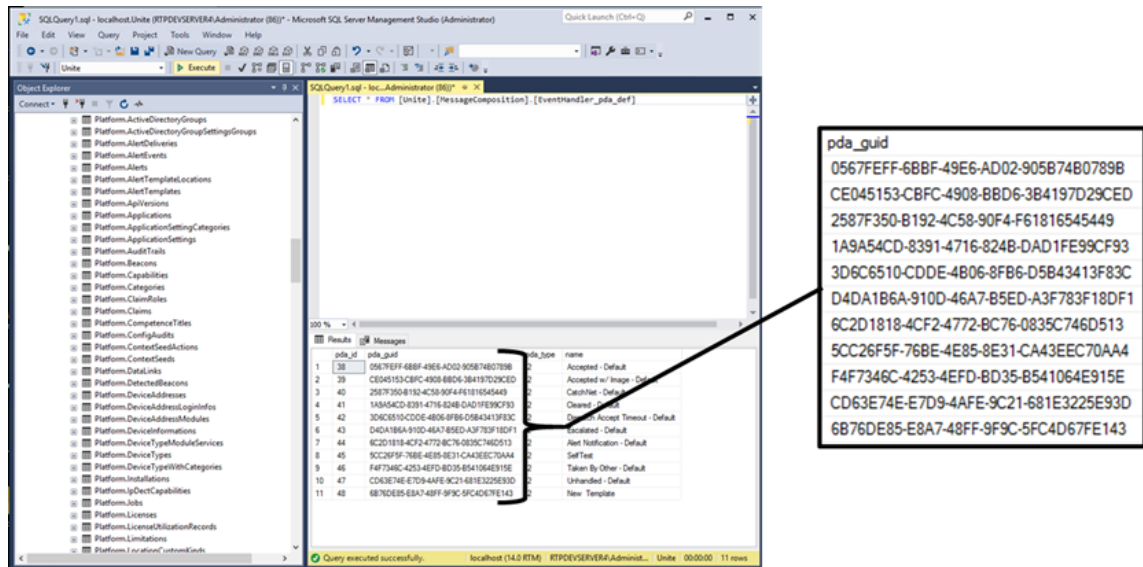 SQLQuery1.sql - localhost.Unite (RTPDEVSERVER4\Administrator (86))* - Microsoft SQL Server Management Studio (Administrator)
Quick Launch (Ctrl+Q)
File Edit View Query Project Tools Window Help
New Query
Unite
Execute
Object Explorer
Connect
Platform.ActiveDirectoryGroups
Platform.ActiveDirectoryGroupSettingsGroups
Platform.AlertDeliveries
Platform.AlertEvents
Platform.Alerts
Platform.AlertTemplateLocations
Platform.AlertTemplates
Platform.ApiVersions
Platform.Applications
Platform.ApplicationSettingCategories
Platform.ApplicationSettings
Platform.AuditTrails
Platform.Beacons
Platform.Capabilities
Platform.Categories
Platform.ClaimRoles
Platform.Claims
Platform.CompetenceTitles
Platform.ConfigAudits
Platform.ContextSeedActions
Platform.ContextSeeds
Platform.DataLinks
Platform.DetectedBeacons
Platform.DeviceAddresses
Platform.DeviceAddressLoginInfos
Platform.DeviceAddressModules
Platform.DeviceInformations
Platform.DeviceTypeModuleServices
Platform.DeviceTypes
Platform.DeviceTypeWithCategories
Platform.Installations
Platform.IpDectCapabilities
Platform.Jobs
Platform.Licenses
Platform.LicenseUtilizationRecords
Platform.Limitations
Platform.LocationCustomKinds
SQLQuery1.sql - loc...Administrator (86))*
SELECT * FROM [Unite].[MessageComposition].[EventHandler_pda_def]
100 %
Results Messages
pda_id pda_guid pda_type name
1 38 0567FEFF-6BBF-49E6-AD02-905B74B0789B 2 Accepted - Default
2 39 CE045153-CBFC-4908-BBD6-3B4197D29CED 2 Accepted w/ Image - Default
3 40 2587F350-B192-4C58-90F4-F61816545449 2 CatchNet - Default
4 41 1A9A54CD-8391-4716-824B-DAD1FE99CF93 2 Cleared - Default
5 42 3D6C6510-CDDE-4B06-8FB6-D5B43413F83C 2 Dispatch Accept Timeout - Default
6 43 D4DA1B6A-910D-46A7-B5ED-A3F783F18DF1 2 Escalated - Default
7 44 6C2D1818-4CF2-4772-BC76-0835C746D513 2 Alert Notification - Default
8 45 5CC26F5F-76BE-4E85-8E31-CA43EEC70AA4 2 SelfTest
9 46 F4F7346C-4253-4EFD-BD35-B541064E915E 2 Taken By Other - Default
10 47 CD63E74E-E7D9-4AFE-9C21-681E3225E93D 2 Unhandled - Default
11 48 6B76DE85-E8A7-48FF-9F9C-5FC4D67FE143 2 New Template
Query executed successfully. localhost (14.0 RTM) RTPDEVSERVER4\Administ... Unite 00:00:00 11 rows
pda_guid
0567FEFF-6BBF-49E6-AD02-905B74B0789B
CE045153-CBFC-4908-BBD6-3B4197D29CED
2587F350-B192-4C58-90F4-F61816545449
1A9A54CD-8391-4716-824B-DAD1FE99CF93
3D6C6510-CDDE-4B06-8FB6-D5B43413F83C
D4DA1B6A-910D-46A7-B5ED-A3F783F18DF1
6C2D1818-4CF2-4772-BC76-0835C746D513
5CC26F5F-76BE-4E85-8E31-CA43EEC70AA4
F4F7346C-4253-4EFD-BD35-B541064E915E
CD63E74E-E7D9-4AFE-9C21-681E3225E93D
6B76DE85-E8A7-48FF-9F9C-5FC4D67FE143